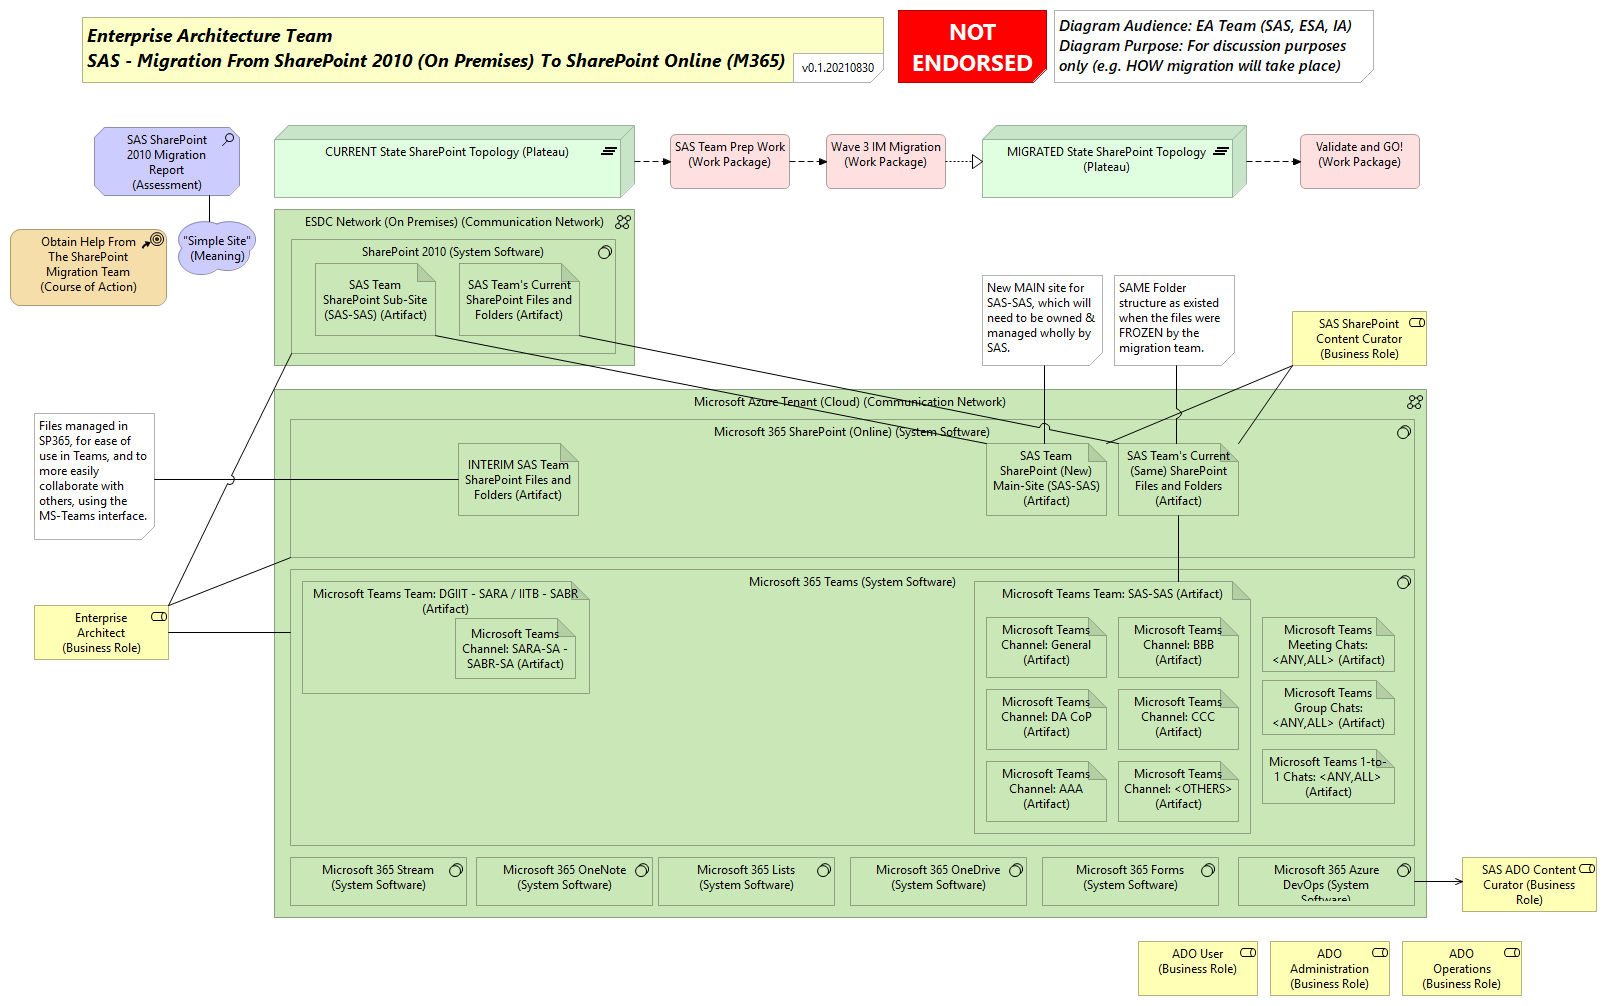 Enterprise Architecture Team
SAS - Migration From SharePoint 2010 (On Premises) To SharePoint Online (M365)
v0.1.20210830
NOT
ENDORSED
Diagram Audience: EA Team (SAS, ESA, IA)
Diagram Purpose: For discussion purposes
only (e.g. HOW migration will take place)
SAS SharePoint
2010 Migration
Report
(Assessment)
CURRENT State SharePoint Topology (Plateau)
SAS Team Prep Work
(Work Package)
Wave 3 IM Migration
(Work Package)
MIGRATED State SharePoint Topology
(Plateau)
Validate and GO!
(Work Package)
"Simple Site"
(Meaning)
Obtain Help From
The SharePoint
Migration Team
(Course of Action)
ESDC Network (On Premises) (Communication Network)
SharePoint 2010 (System Software)
SAS Team
SharePoint Sub-Site
(SAS-SAS) (Artifact)
SAS Team's Current
SharePoint Files and
Folders (Artifact)
New MAIN site for
SAS-SAS, which will
need to be owned &
managed wholly by
SAS.
SAME Folder
structure as existed
when the files were
FROZEN by the
migration team.
SAS SharePoint
Content Curator
(Business Role)
Microsoft Azure Tenant (Cloud) (Communication Network)
Microsoft 365 SharePoint (Online) (System Software)
Files managed in
SP365, for ease of
use in Teams, and to
more easily
collaborate with
others, using the
MS-Teams interface.
INTERIM SAS Team
SharePoint Files and
Folders (Artifact)
SAS Team
SharePoint (New)
Main-Site (SAS-SAS)
(Artifact)
SAS Team's Current
(Same) SharePoint
Files and Folders
(Artifact)
Enterprise
Architect
(Business Role)
Microsoft 365 Teams (System Software)
Microsoft Teams Team: DGIIT - SARA / IITB - SABR
(Artifact)
Microsoft Teams
Channel: SARA-SA -
SABR-SA (Artifact)
Microsoft Teams Team: SAS-SAS (Artifact)
Microsoft Teams
Channel: General
(Artifact)
Microsoft Teams
Channel: BBB
(Artifact)
Microsoft Teams
Meeting Chats:
<ANY,ALL> (Artifact)
Microsoft Teams
Channel: DA CoP
(Artifact)
Microsoft Teams
Channel: CCC
(Artifact)
Microsoft Teams
Group Chats:
<ANY,ALL> (Artifact)
Microsoft Teams
Channel: AAA
(Artifact)
Microsoft Teams
Channel: <OTHERS>
(Artifact)
Microsoft Teams 1-to-
1 Chats: <ANY,ALL>
(Artifact)
Microsoft 365 Stream
(System Software)
Microsoft 365 OneNote
(System Software)
Microsoft 365 Lists
(System Software)
Microsoft 365 OneDrive
(System Software)
Microsoft 365 Forms
(System Software)
Microsoft 365 Azure
DevOps (System
Software)
SAS ADO Content
Curator (Business
Role)
ADO User
(Business Role)
ADO
Administration
(Business Role)
ADO
Operations
(Business Role)